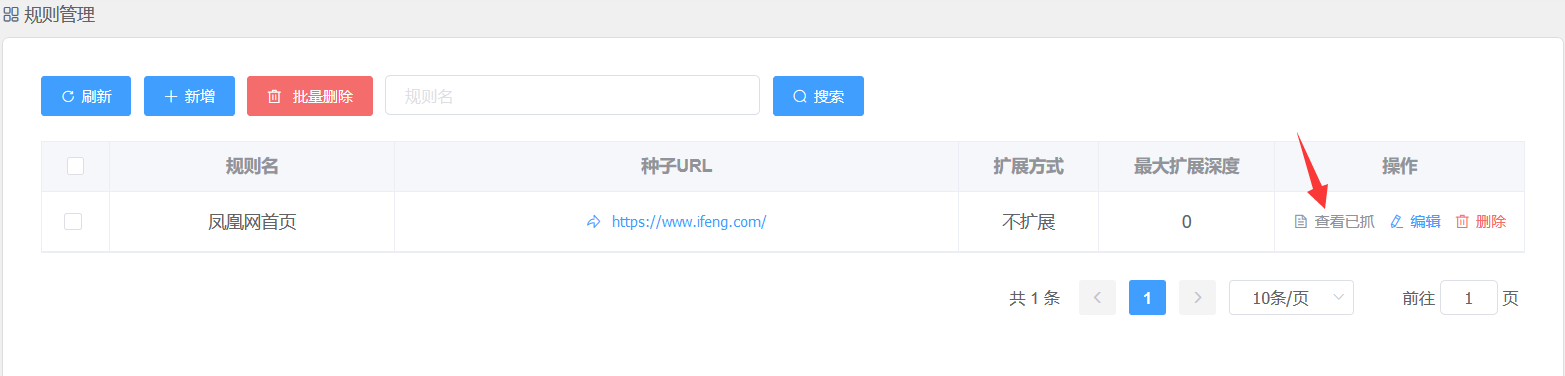 规则管理
刷新 新增 批量删除 规则名 搜索
规则名 种子URL 扩展方式 最大扩展深度 操作
凤凰网首页 https://www.ifeng.com/ 不扩展 0 查看已抓 编辑 删除
共 1 条 1 10条/页 前往 1 页